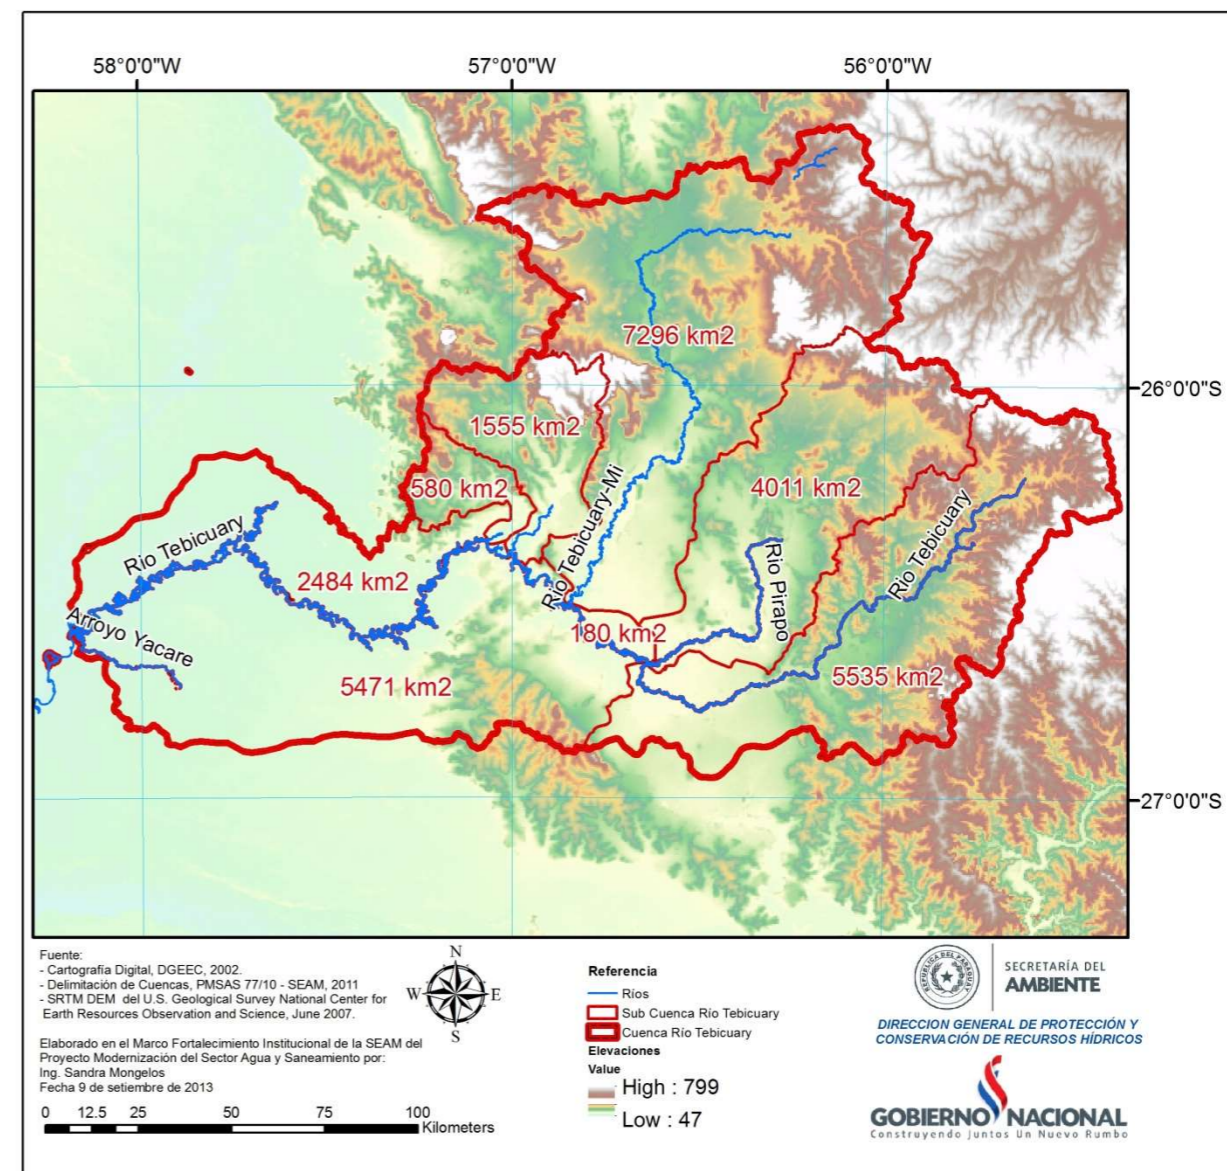 58°0'0"W
57°0'0"W
56°0'0"W
7296 km2
26°0'0"S
1555 km2
580 km2
4011 km2
Rio Tebicuary-Mi
Rio Tebicuary
Rio Tebicuary
Rio Pirapo
2484 km2
Arroyo Yacare
180 km2
5471 km2
5535 km2
27°0'0"S
Fuente:
- Cartografía Digital, DGEEC, 2002.
- Delimitación de Cuencas, PMSAS 77/10 - SEAM, 2011
- SRTM DEM del U.S. Geological Survey National Center for
Earth Resources Observation and Science, June 2007.
Elaborado en el Marco Fortalecimiento Institucional de la SEAM del
Proyecto Modernización del Sector Agua y Saneamiento por:
Ing. Sandra Mongelos
Fecha 9 de setiembre de 2013
0 12.5 25 50 75 100
Kilometers
N
W E
S
Referencia
Ríos
Sub Cuenca Río Tebicuary
Cuenca Río Tebicuary
Elevaciones
Value
High : 799
Low : 47
REPUBLICA DEL PARAGUAY
SECRETARÍA DEL
AMBIENTE
DIRECCION GENERAL DE PROTECCIÓN Y
CONSERVACIÓN DE RECURSOS HÍDRICOS
GOBIERNO NACIONAL
Construyendo Juntos Un Nuevo Rumbo